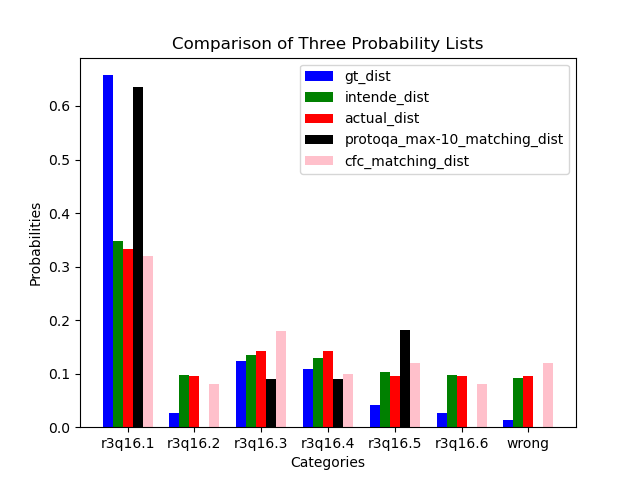 Comparison of Three Probability Lists
gt_dist
intende_dist
actual_dist
protoqa_max-10_matching_dist
cfc_matching_dist
Probabilities
0.6
0.5
0.4
0.3
0.2
0.1
0.0
r3q16.1 r3q16.2 r3q16.3 r3q16.4 r3q16.5 r3q16.6 wrong
Categories